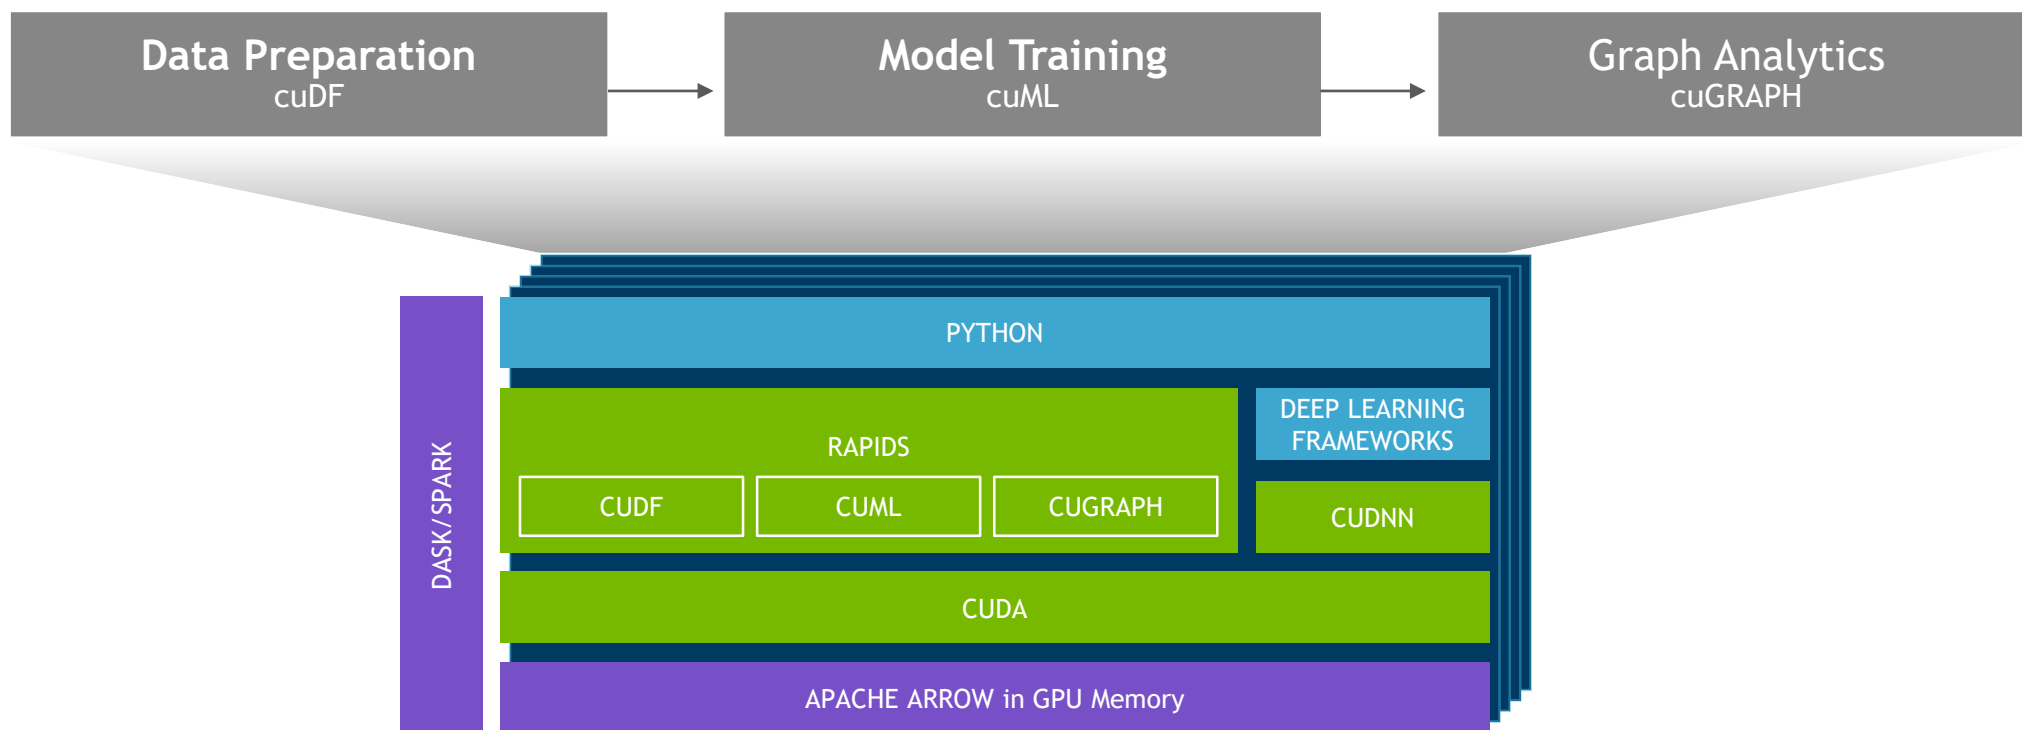 Data Preparation
cuDF
Model Training
cuML
Graph Analytics
cuGRAPH
DASK/SPARK
PYTHON
RAPIDS
CUDF
CUML
CUGRAPH
DEEP LEARNING
FRAMEWORKS
CUDNN
CUDA
APACHE ARROW in GPU Memory